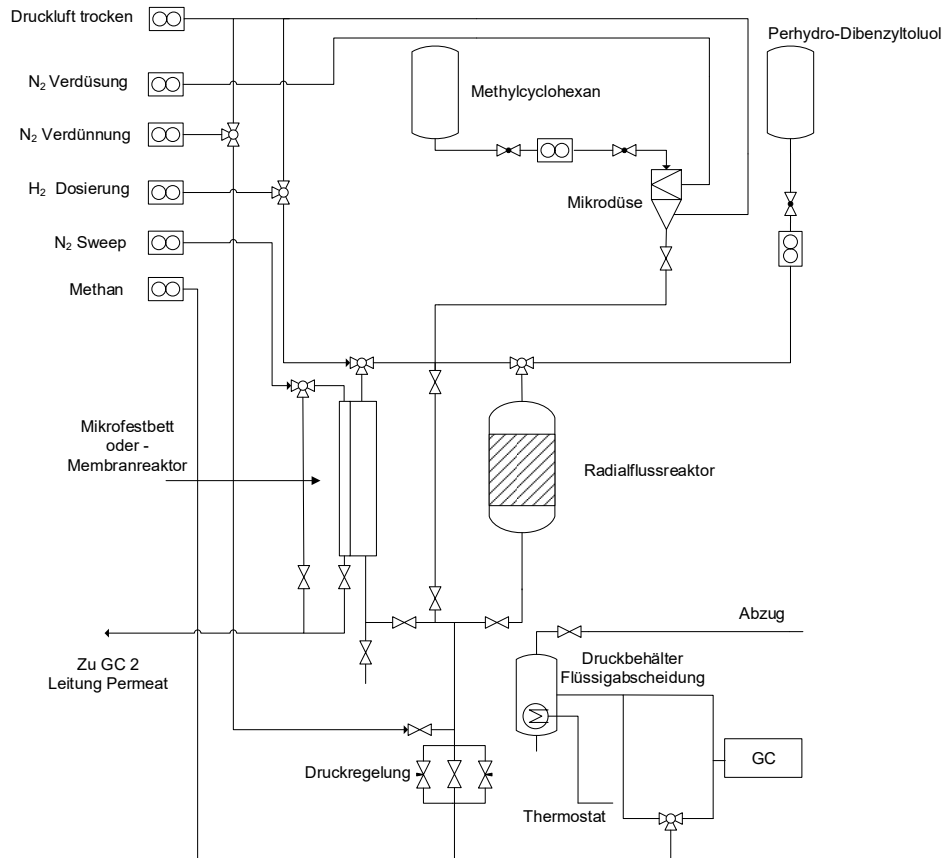 Druckluft trocken
Perhydro-Dibenzyltoluol
N2 Verdüsung
Methylcyclohexan
N2 Verdünnung
H2 Dosierung
Mikrodüse
N2 Sweep
Methan
Mikrofestbett
oder -
Membranreaktor
Radialflussreaktor
Abzug
Zu GC 2
Leitung Permeat
Druckbehälter
Flüssigabscheidung
GC
Druckregelung
Thermostat